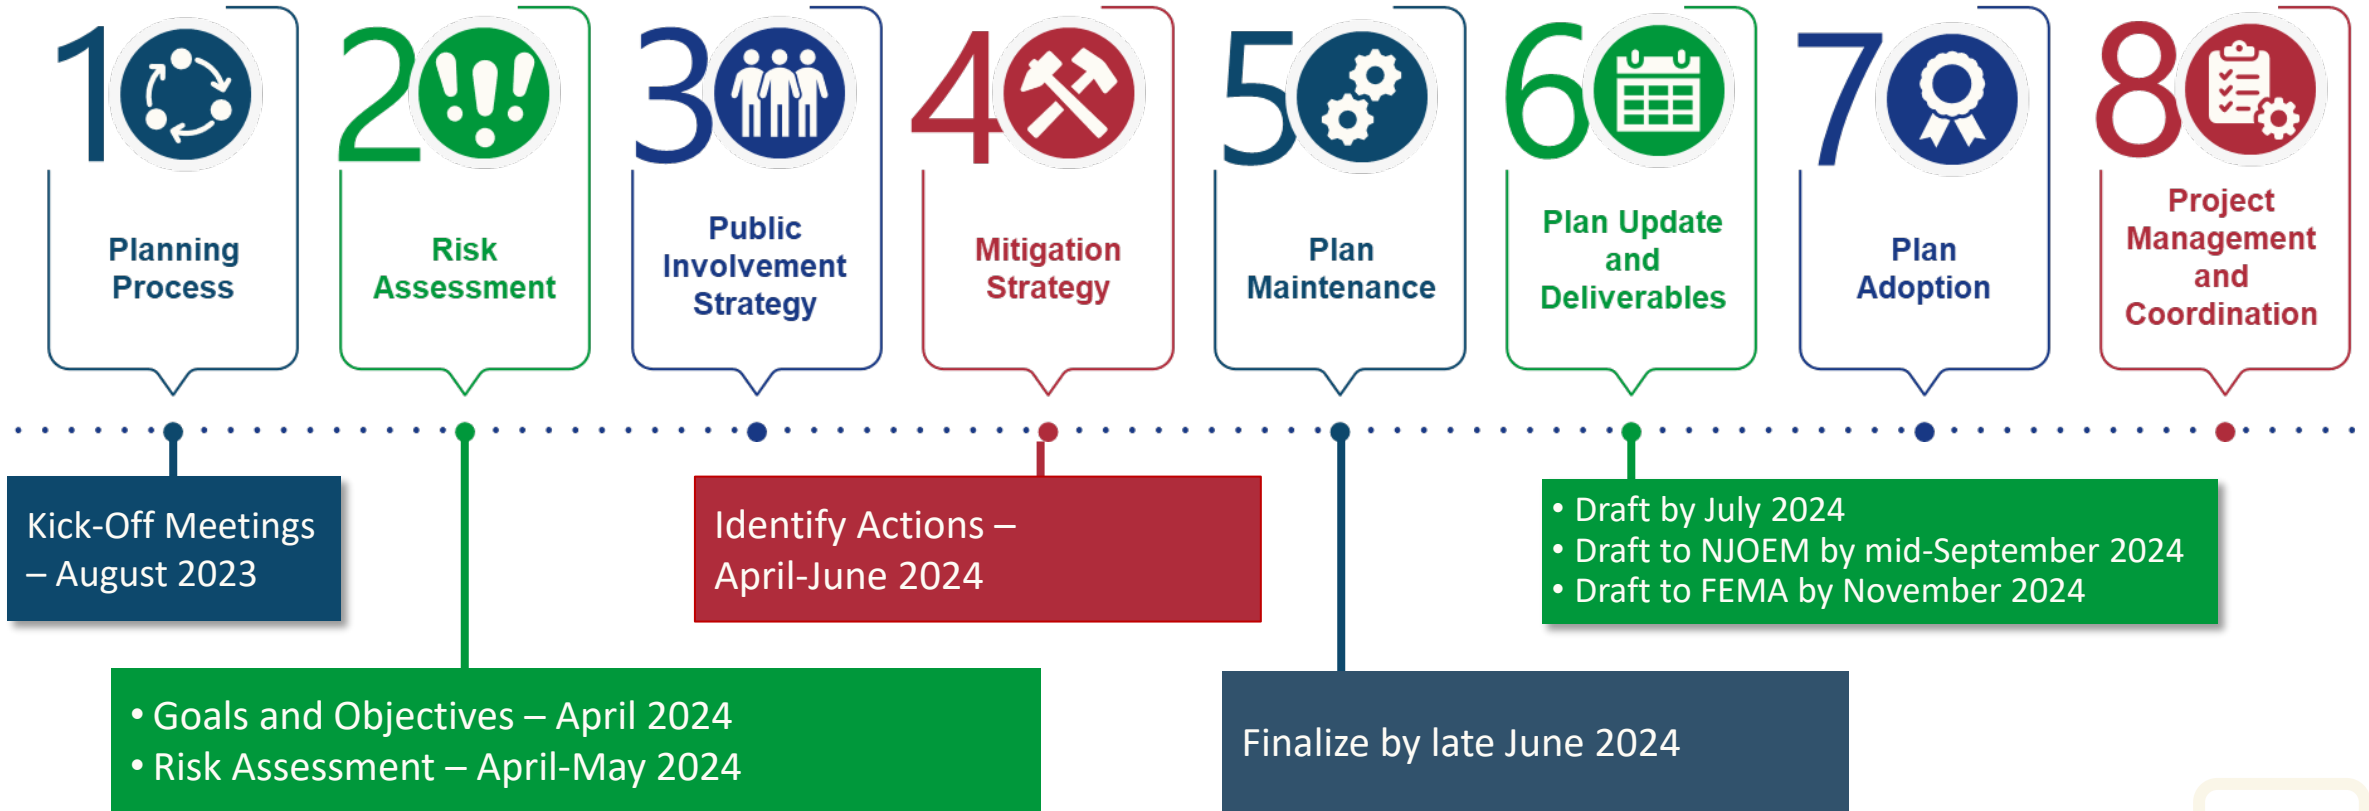 1
Planning
Process
2
Risk
Assessment
3
Public
Involvement
Strategy
4
Mitigation
Strategy
5
Plan
Maintenance
6
Plan Update
and
Deliverables
7
Plan
Adoption
8
Project
Management
and
Coordination
Kick-Off Meetings
– August 2023
Identify Actions –
April-June 2024
• Draft by July 2024
• Draft to NJOEM by mid-September 2024
• Draft to FEMA by November 2024
• Goals and Objectives – April 2024
• Risk Assessment – April-May 2024
Finalize by late June 2024